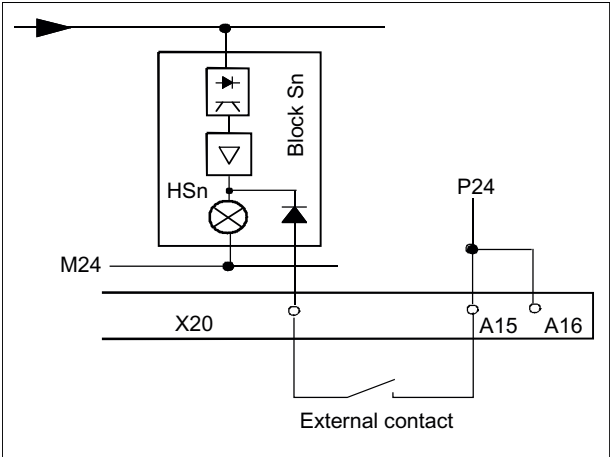 Block Sn
HSn
P24
M24
X20
A15
A16
External contact